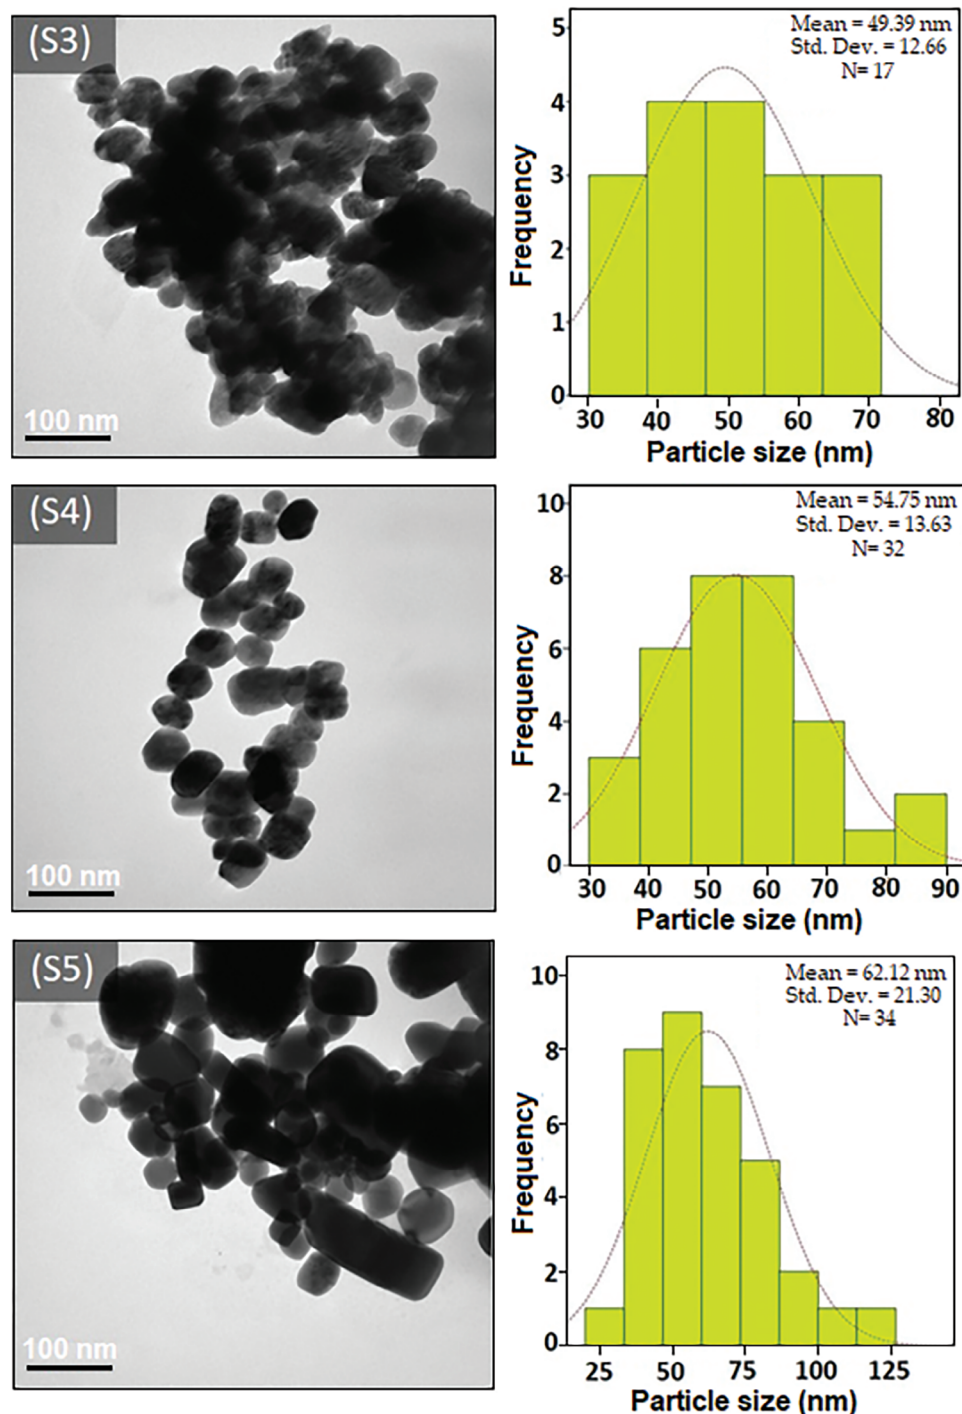 (S3)
100 nm
Mean = 49.39 nm
Std. Dev. = 12.66
N= 17
Frequency
5
4
3
2
1
0
30 40 50 60 70 80
Particle size (nm)
(S4)
100 nm
Mean = 54.75 nm
Std. Dev. = 13.63
N= 32
Frequency
10
8
6
4
2
0
30 40 50 60 70 80 90
Particle size (nm)
(S5)
100 nm
Mean = 62.12 nm
Std. Dev. = 21.30
N= 34
Frequency
10
8
6
4
2
0
25 50 75 100 125
Particle size (nm)